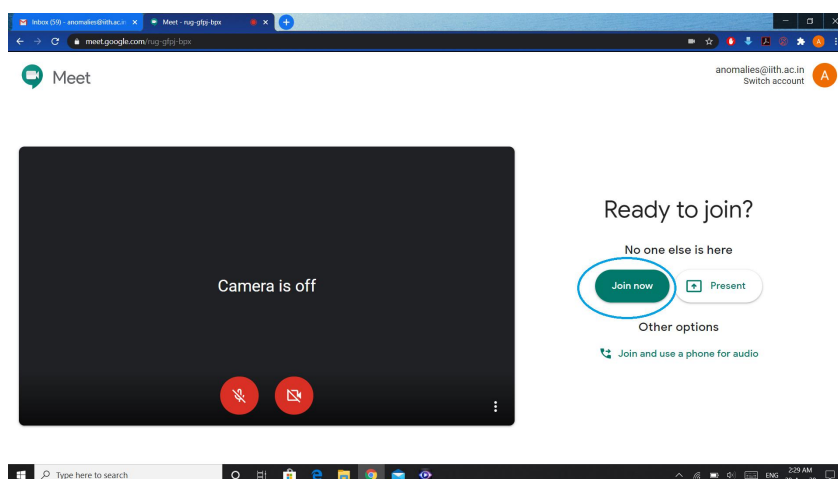 Inbox (59) - anomalies@iith.ac.in
Meet - rug-gfpj-bpx
meet.google.com/rug-gfpj-bpx
Meet
anomalies@iith.ac.in
Switch account
A
Ready to join?
No one else is here
Camera is off
Join now
Present
Other options
Join and use a phone for audio
Type here to search
ENG
2:29 AM